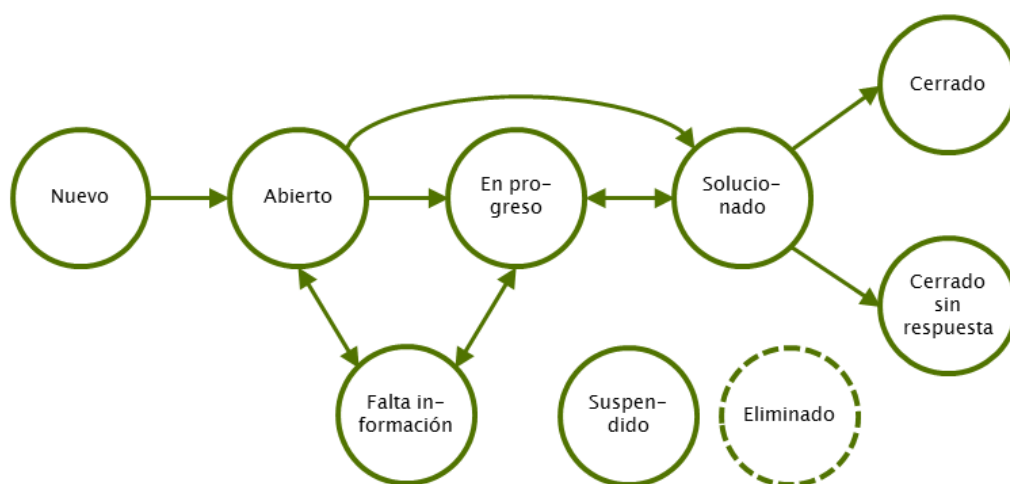 Cerrado
Nuevo
Abierto
En pro-
greso
Solucio-
nado
Cerrado
sin
respuesta
Falta in-
formación
Suspen-
dido
Eliminado